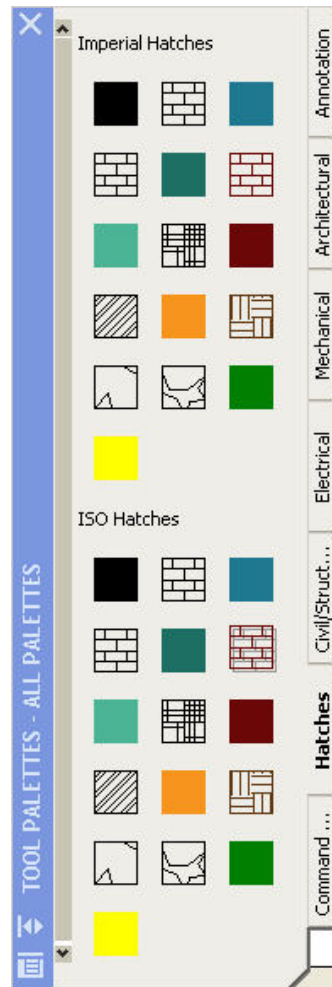 TOOL PALETTES - ALL PALETTES
Imperial Hatches
ISO Hatches
Annotation
Architectural
Mechanical
Electrical
Civil/Struct...
Hatches
Command ...